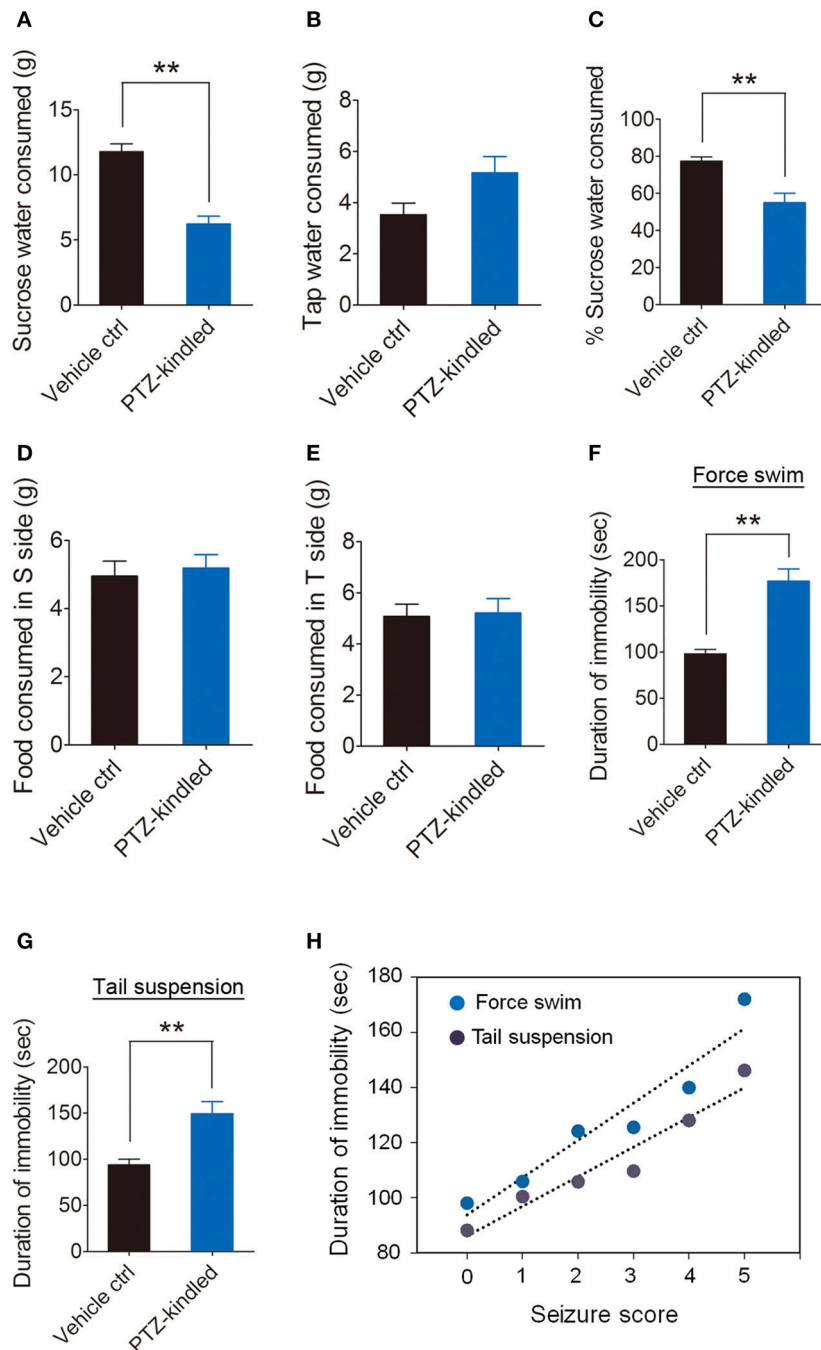 A
Sucrose water consumed (g)
**
15
10
5
0
Vehicle ctrl
PTZ-kindled
B
Tap water consumed (g)
8
6
4
2
0
Vehicle ctrl
PTZ-kindled
C
% Sucrose water consumed
**
100
80
60
40
20
0
Vehicle ctrl
PTZ-kindled
D
Food consumed in S side (g)
6
4
2
0
Vehicle ctrl
PTZ-kindled
E
Food consumed in T side (g)
8
6
4
2
0
Vehicle ctrl
PTZ-kindled
F
Force swim
Duration of immobility (sec)
**
200
150
100
50
0
Vehicle ctrl
PTZ-kindled
G
Tail suspension
Duration of immobility (sec)
**
200
150
100
50
0
Vehicle ctrl
PTZ-kindled
H
Duration of immobility (sec)
180
160
140
120
100
80
Force swim
Tail suspension
0 1 2 3 4 5
Seizure score